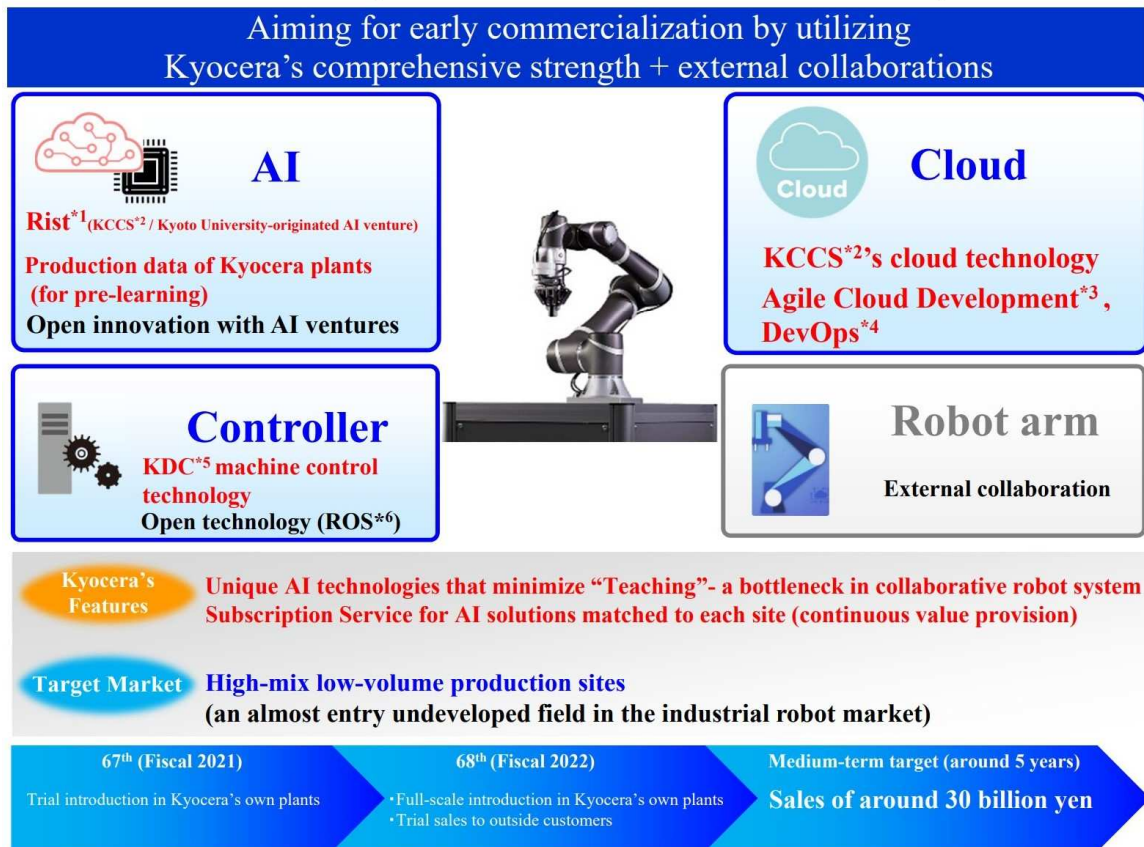 Aiming for early commercialization by utilizing
Kyocera's comprehensive strength + external collaborations
AI
Rist*1(KCCS*2 / Kyoto University-originated AI venture)
Production data of Kyocera plants
(for pre-learning)
Open innovation with AI ventures
Cloud
Cloud
KCCS*2's cloud technology
Agile Cloud Development*3 ,
DevOps*4
Controller
KDC*5 machine control
technology
Open technology (ROS*6)
Robot arm
External collaboration
Kyocera's
Features
Unique AI technologies that minimize “Teaching”- a bottleneck in collaborative robot system
Subscription Service for AI solutions matched to each site (continuous value provision)
Target Market
High-mix low-volume production sites
(an almost entry undeveloped field in the industrial robot market)
67th (Fiscal 2021)
Trial introduction in Kyocera's own plants
68th (Fiscal 2022)
・Full-scale introduction in Kyocera's own plants
・Trial sales to outside customers
Medium-term target (around 5 years)
Sales of around 30 billion yen